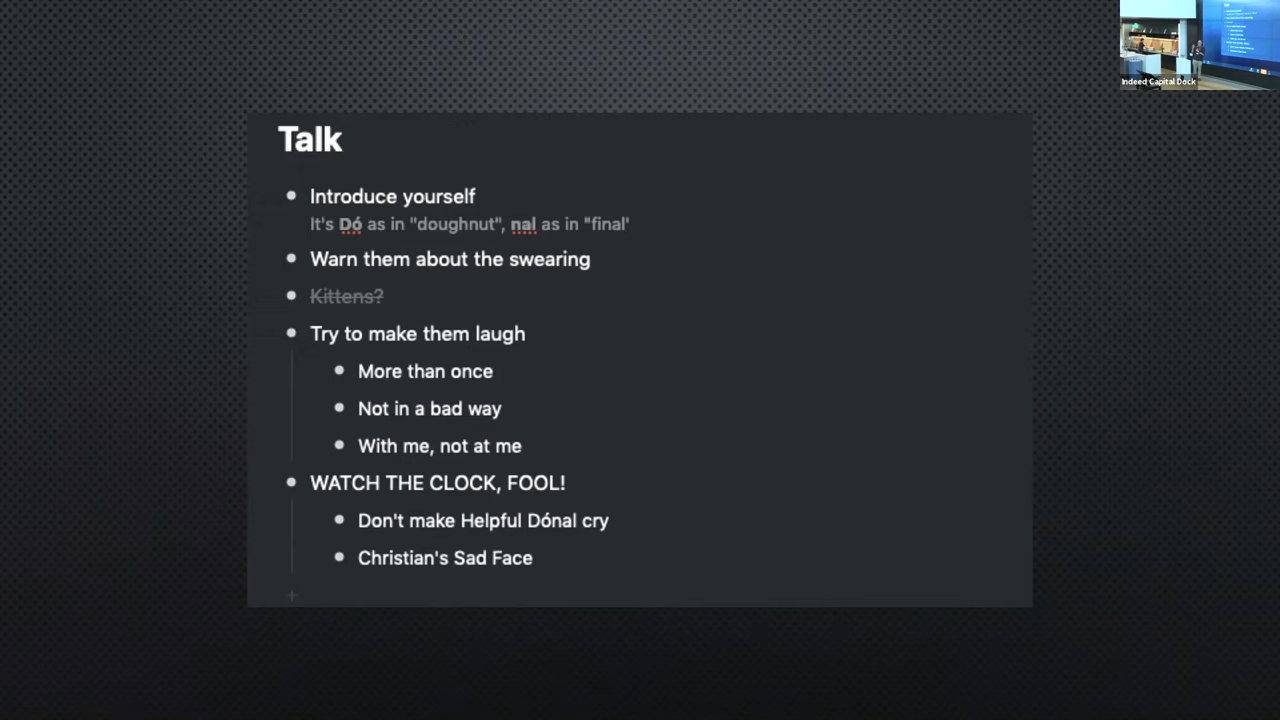 Talk
Introduce yourself
It's Dó as in "doughnut", nal as in "final'
Warn them about the swearing
Kittens?
Try to make them laugh
More than once
Not in a bad way
With me, not at me
WATCH THE CLOCK, FOOL!
Don't make Helpful Dónal cry
Christian's Sad Face
+
Indeed Capital Dock